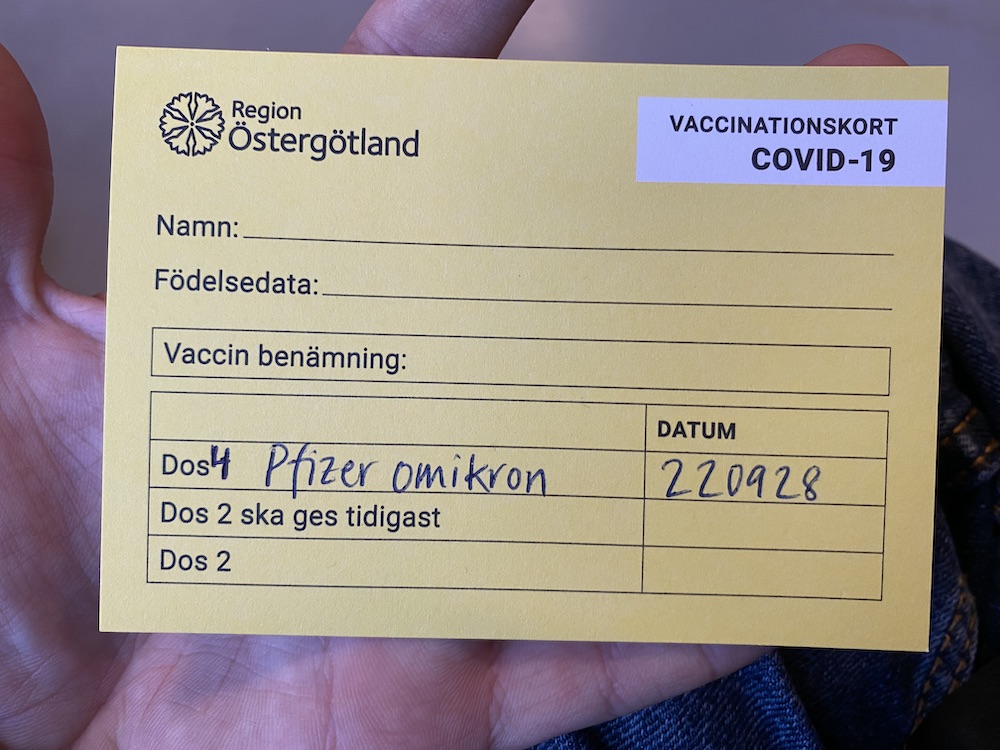 Region
Östergötland
VACCINATIONSKORT
COVID-19
Namn:
Födelsedata:
Vaccin benämning:
DATUM
Dos4 Pfizer omikron 220928
Dos 2 ska ges tidigast
Dos 2